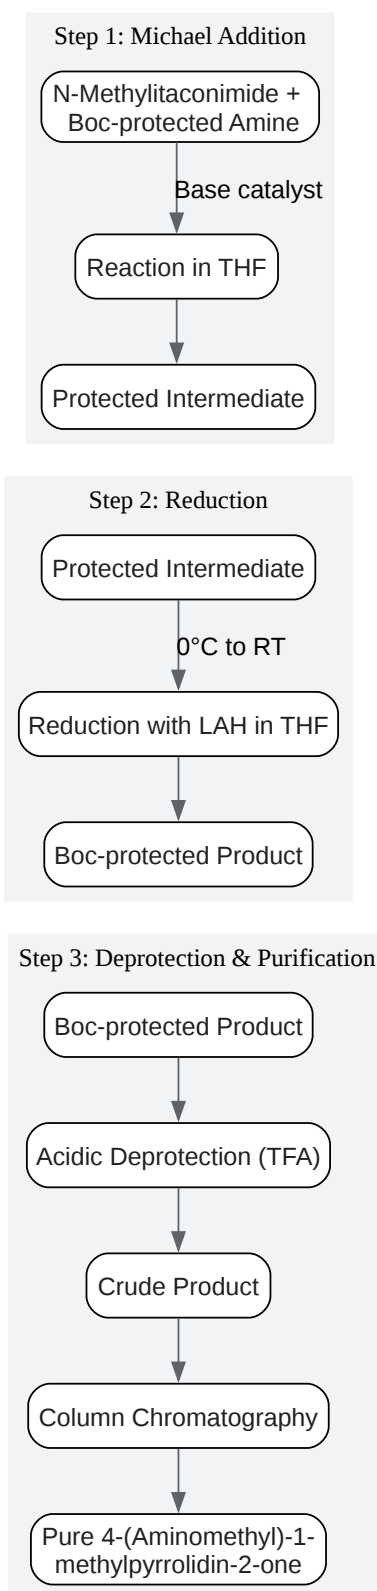 Step 1: Michael Addition
N-Methylitaconimide +
Boc-protected Amine
Base catalyst
Reaction in THF
Protected Intermediate
Step 2: Reduction
Protected Intermediate
0°C to RT
Reduction with LAH in THF
Boc-protected Product
Step 3: Deprotection & Purification
Boc-protected Product
Acidic Deprotection (TFA)
Crude Product
Column Chromatography
Pure 4-(Aminomethyl)-1-
methylpyrrolidin-2-one